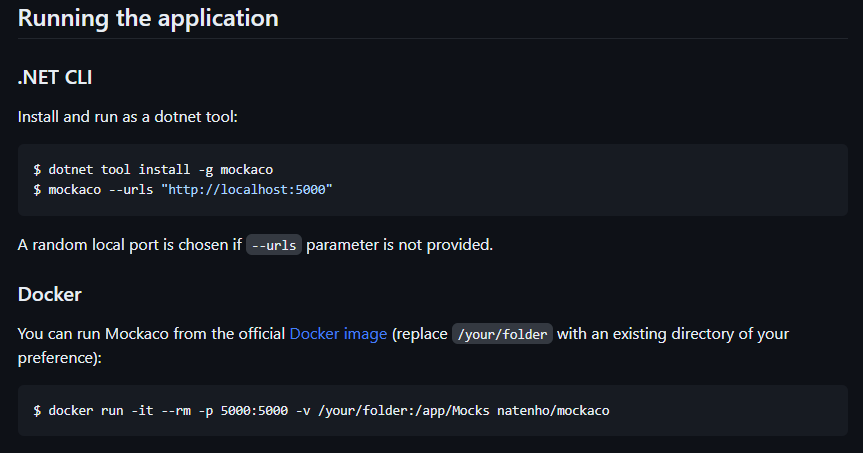 Running the application
.NET CLI
Install and run as a dotnet tool:
$ dotnet tool install -g mockaco
$ mockaco --urls "http://localhost:5000"
A random local port is chosen if --urls parameter is not provided.
Docker
You can run Mockaco from the official Docker image (replace /your/folder with an existing directory of your
preference):
$ docker run -it --rm -p 5000:5000 -v /your/folder:/app/Mocks natenho/mockaco